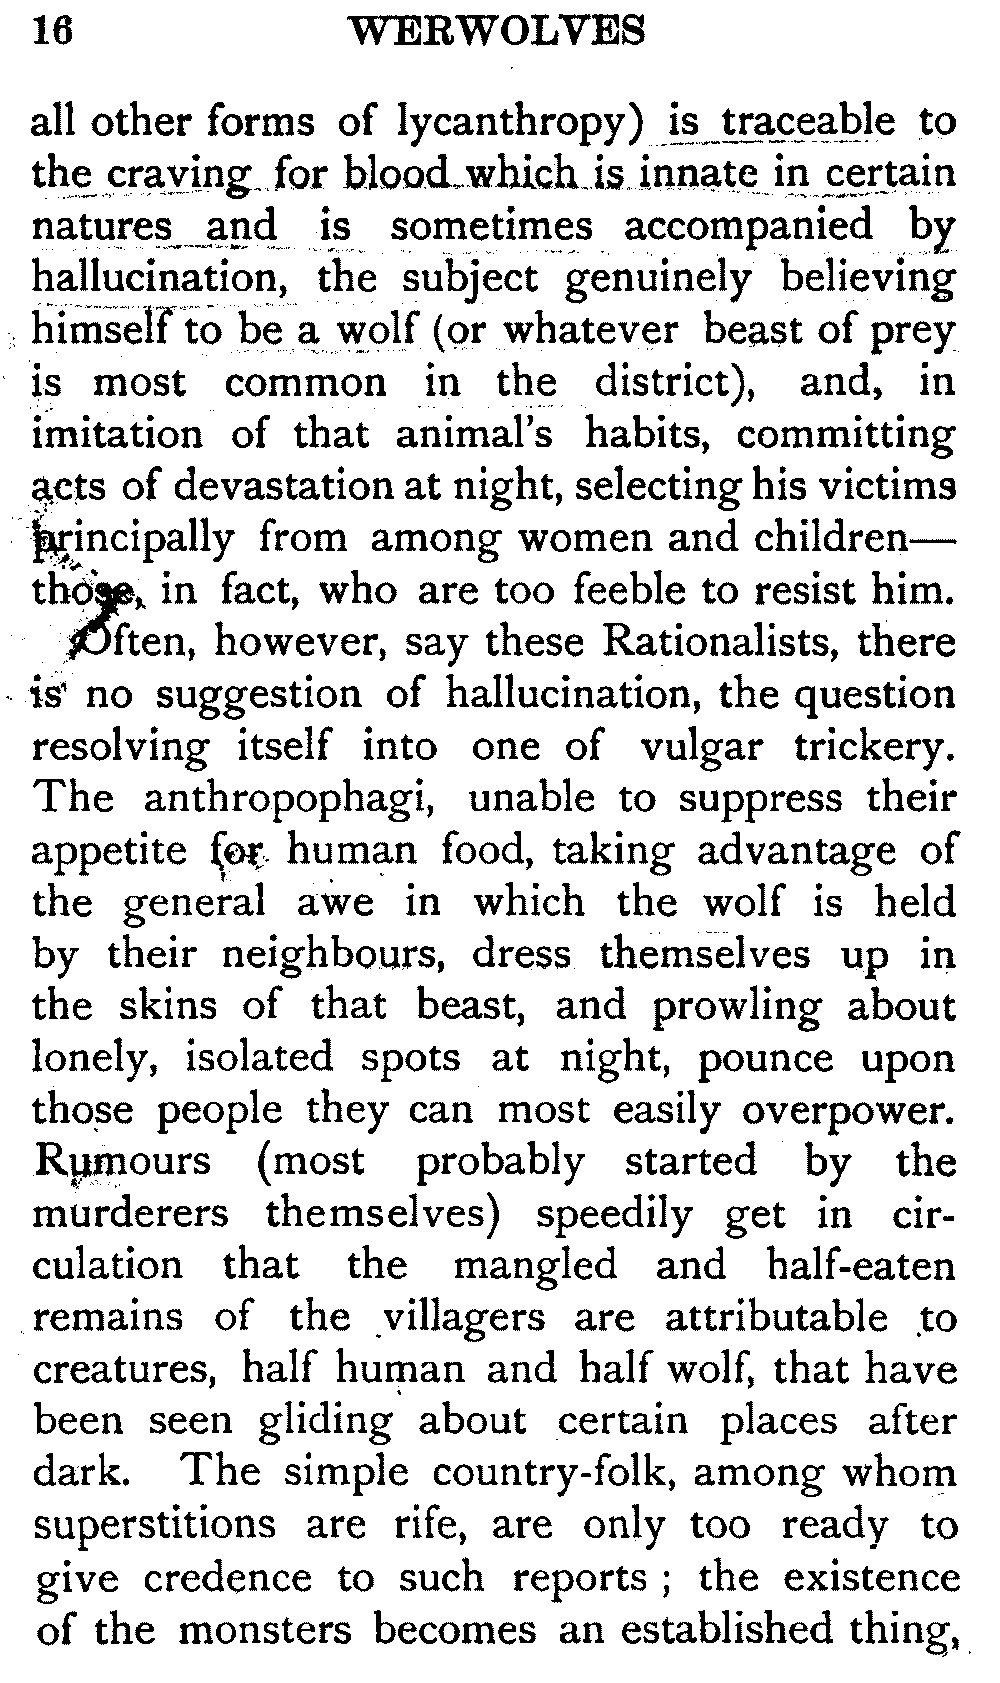 16 WERWOLVES
all other forms of lycanthropy) is traceable to
the craving for blood which is innate in certain
natures and is sometimes accompanied by
hallucination, the subject genuinely believing
himself to be a wolf (or whatever beast of prey
is most common in the district), and, in
imitation of that animal's habits, committing
acts of devastation at night, selecting his victims
principally from among women and children—
those, in fact, who are too feeble to resist him.
Often, however, say these Rationalists, there
is no suggestion of hallucination, the question
resolving itself into one of vulgar trickery.
The anthropophagi, unable to suppress their
appetite for human food, taking advantage of
the general awe in which the wolf is held
by their neighbours, dress themselves up in
the skins of that beast, and prowling about
lonely, isolated spots at night, pounce upon
those people they can most easily overpower.
Rumours (most probably started by the
murderers themselves) speedily get in cir-
culation that the mangled and half-eaten
remains of the villagers are attributable to
creatures, half human and half wolf, that have
been seen gliding about certain places after
dark. The simple country-folk, among whom
superstitions are rife, are only too ready to
give credence to such reports ; the existence
of the monsters becomes an established thing,